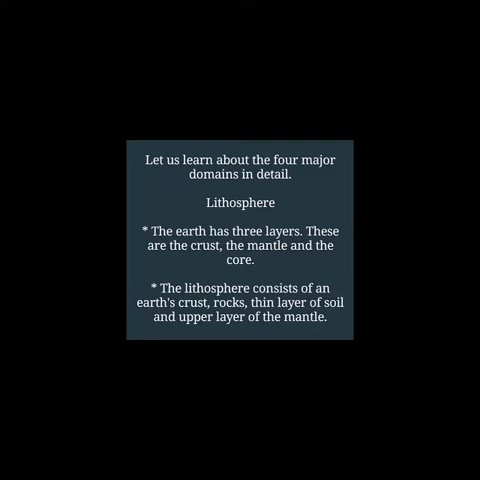 Let us learn about the four major
domains in detail.
Lithosphere
* The earth has three layers. These
are the crust, the mantle and the
core.
* The lithosphere consists of an
earth's crust, rocks, thin layer of soil
and upper layer of the mantle.